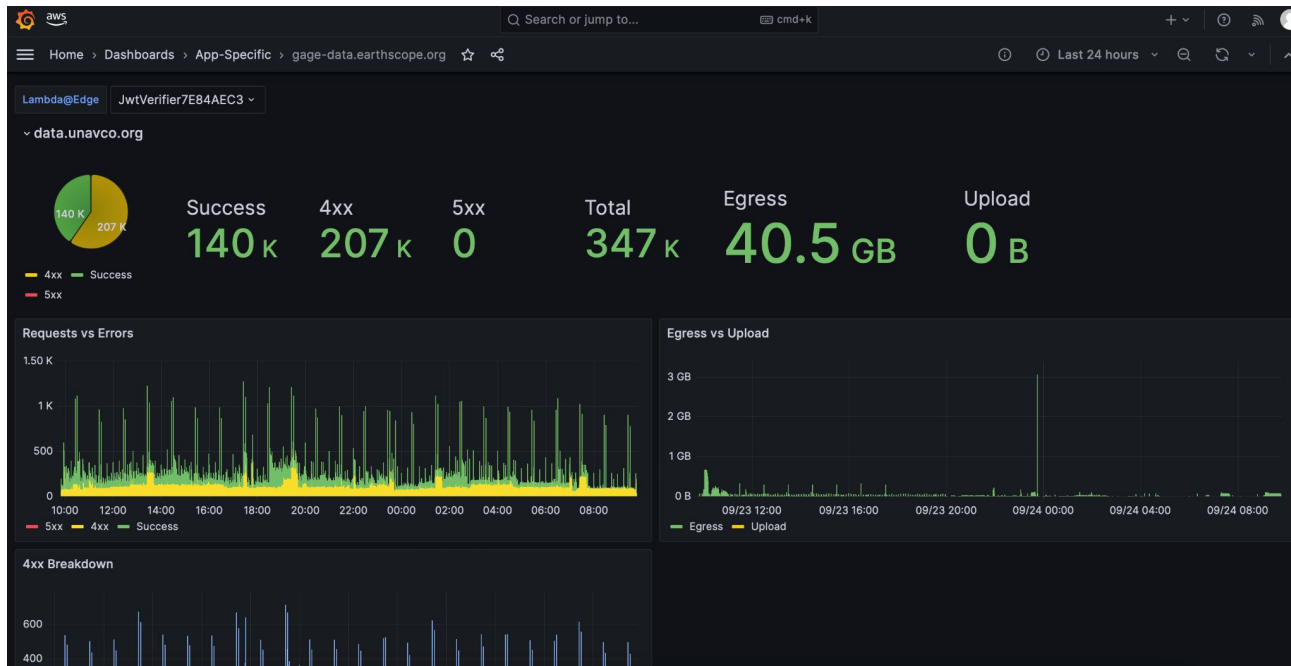 aws
Search or jump to...
cmd+k
Home › Dashboards › App-Specific › gage-data.earthscope.org
Last 24 hours
Lambda@Edge
JwtVerifier7E84AEC3
data.unavco.org
140 K
207 K
4xx
Success
5xx
Success
140 K
4xx
207 K
5xx
0
Total
347 K
Egress
40.5 GB
Upload
0 B
Requests vs Errors
1.50 K
1 K
500
0
10:00 12:00 14:00 16:00 18:00 20:00 22:00 00:00 02:00 04:00 06:00 08:00
5xx 4xx Success
Egress vs Upload
3 GB
2 GB
1 GB
0 B
09/23 12:00 09/23 16:00 09/23 20:00 09/24 00:00 09/24 04:00 09/24 08:00
Egress Upload
4xx Breakdown
600
400